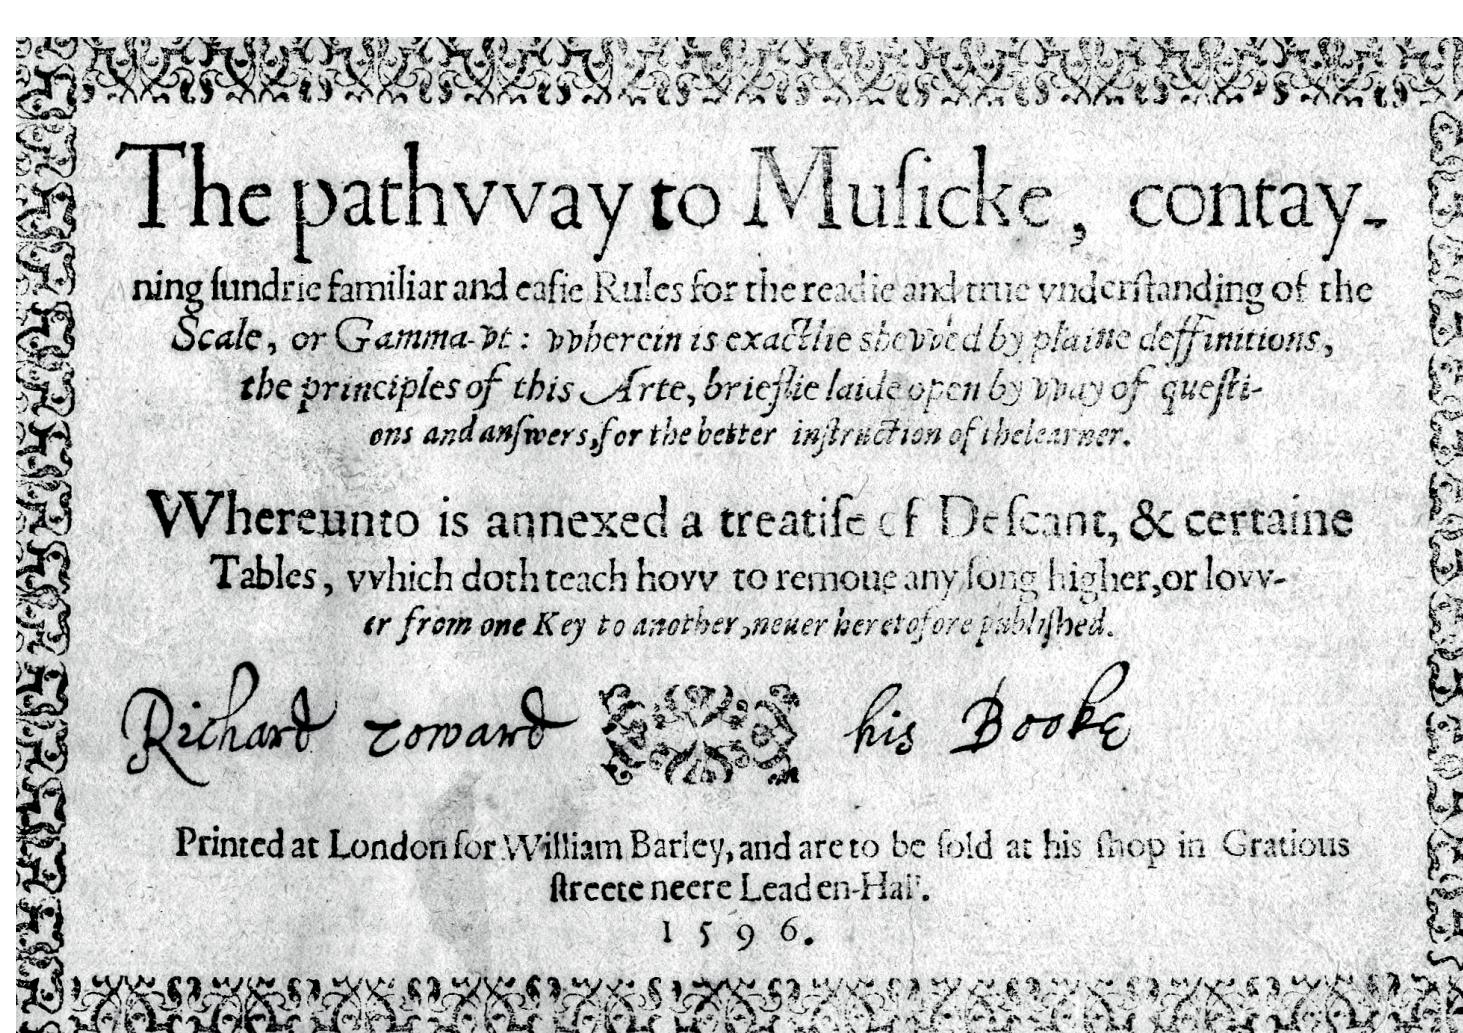 The pathvvay to Muſicke, contay-
ning ſundrie familiar and eaſie Rules for the readie and true vnderſtanding of the
Scale, or Gamma-vt: vvherein is exactlie shevved by plaine deffinitions,
the principles of this Arte, brieflie laide open by vvay of queſti-
ons and anſwers, for the better inſtruction of the learner.
Whereunto is annexed a treatiſe of Deſcant, & certaine
Tables, vvhich doth teach hovv to remoue any ſong higher, or lovv-
er from one Key to another, neuer heretofore publiſhed.
Richard his Booke
Printed at London for William Barley, and are to be ſold at his ſhop in Gratious
ſtreete neere Leaden-Hall.
1596.